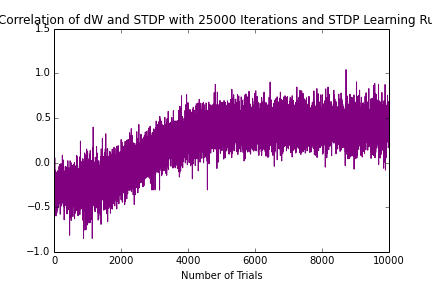 Correlation of dW and STDP with 25000 Iterations and STDP Learning Ru
1.5
1.0
0.5
0.0
−0.5
−1.0
0 2000 4000 6000 8000 10000
Number of Trials